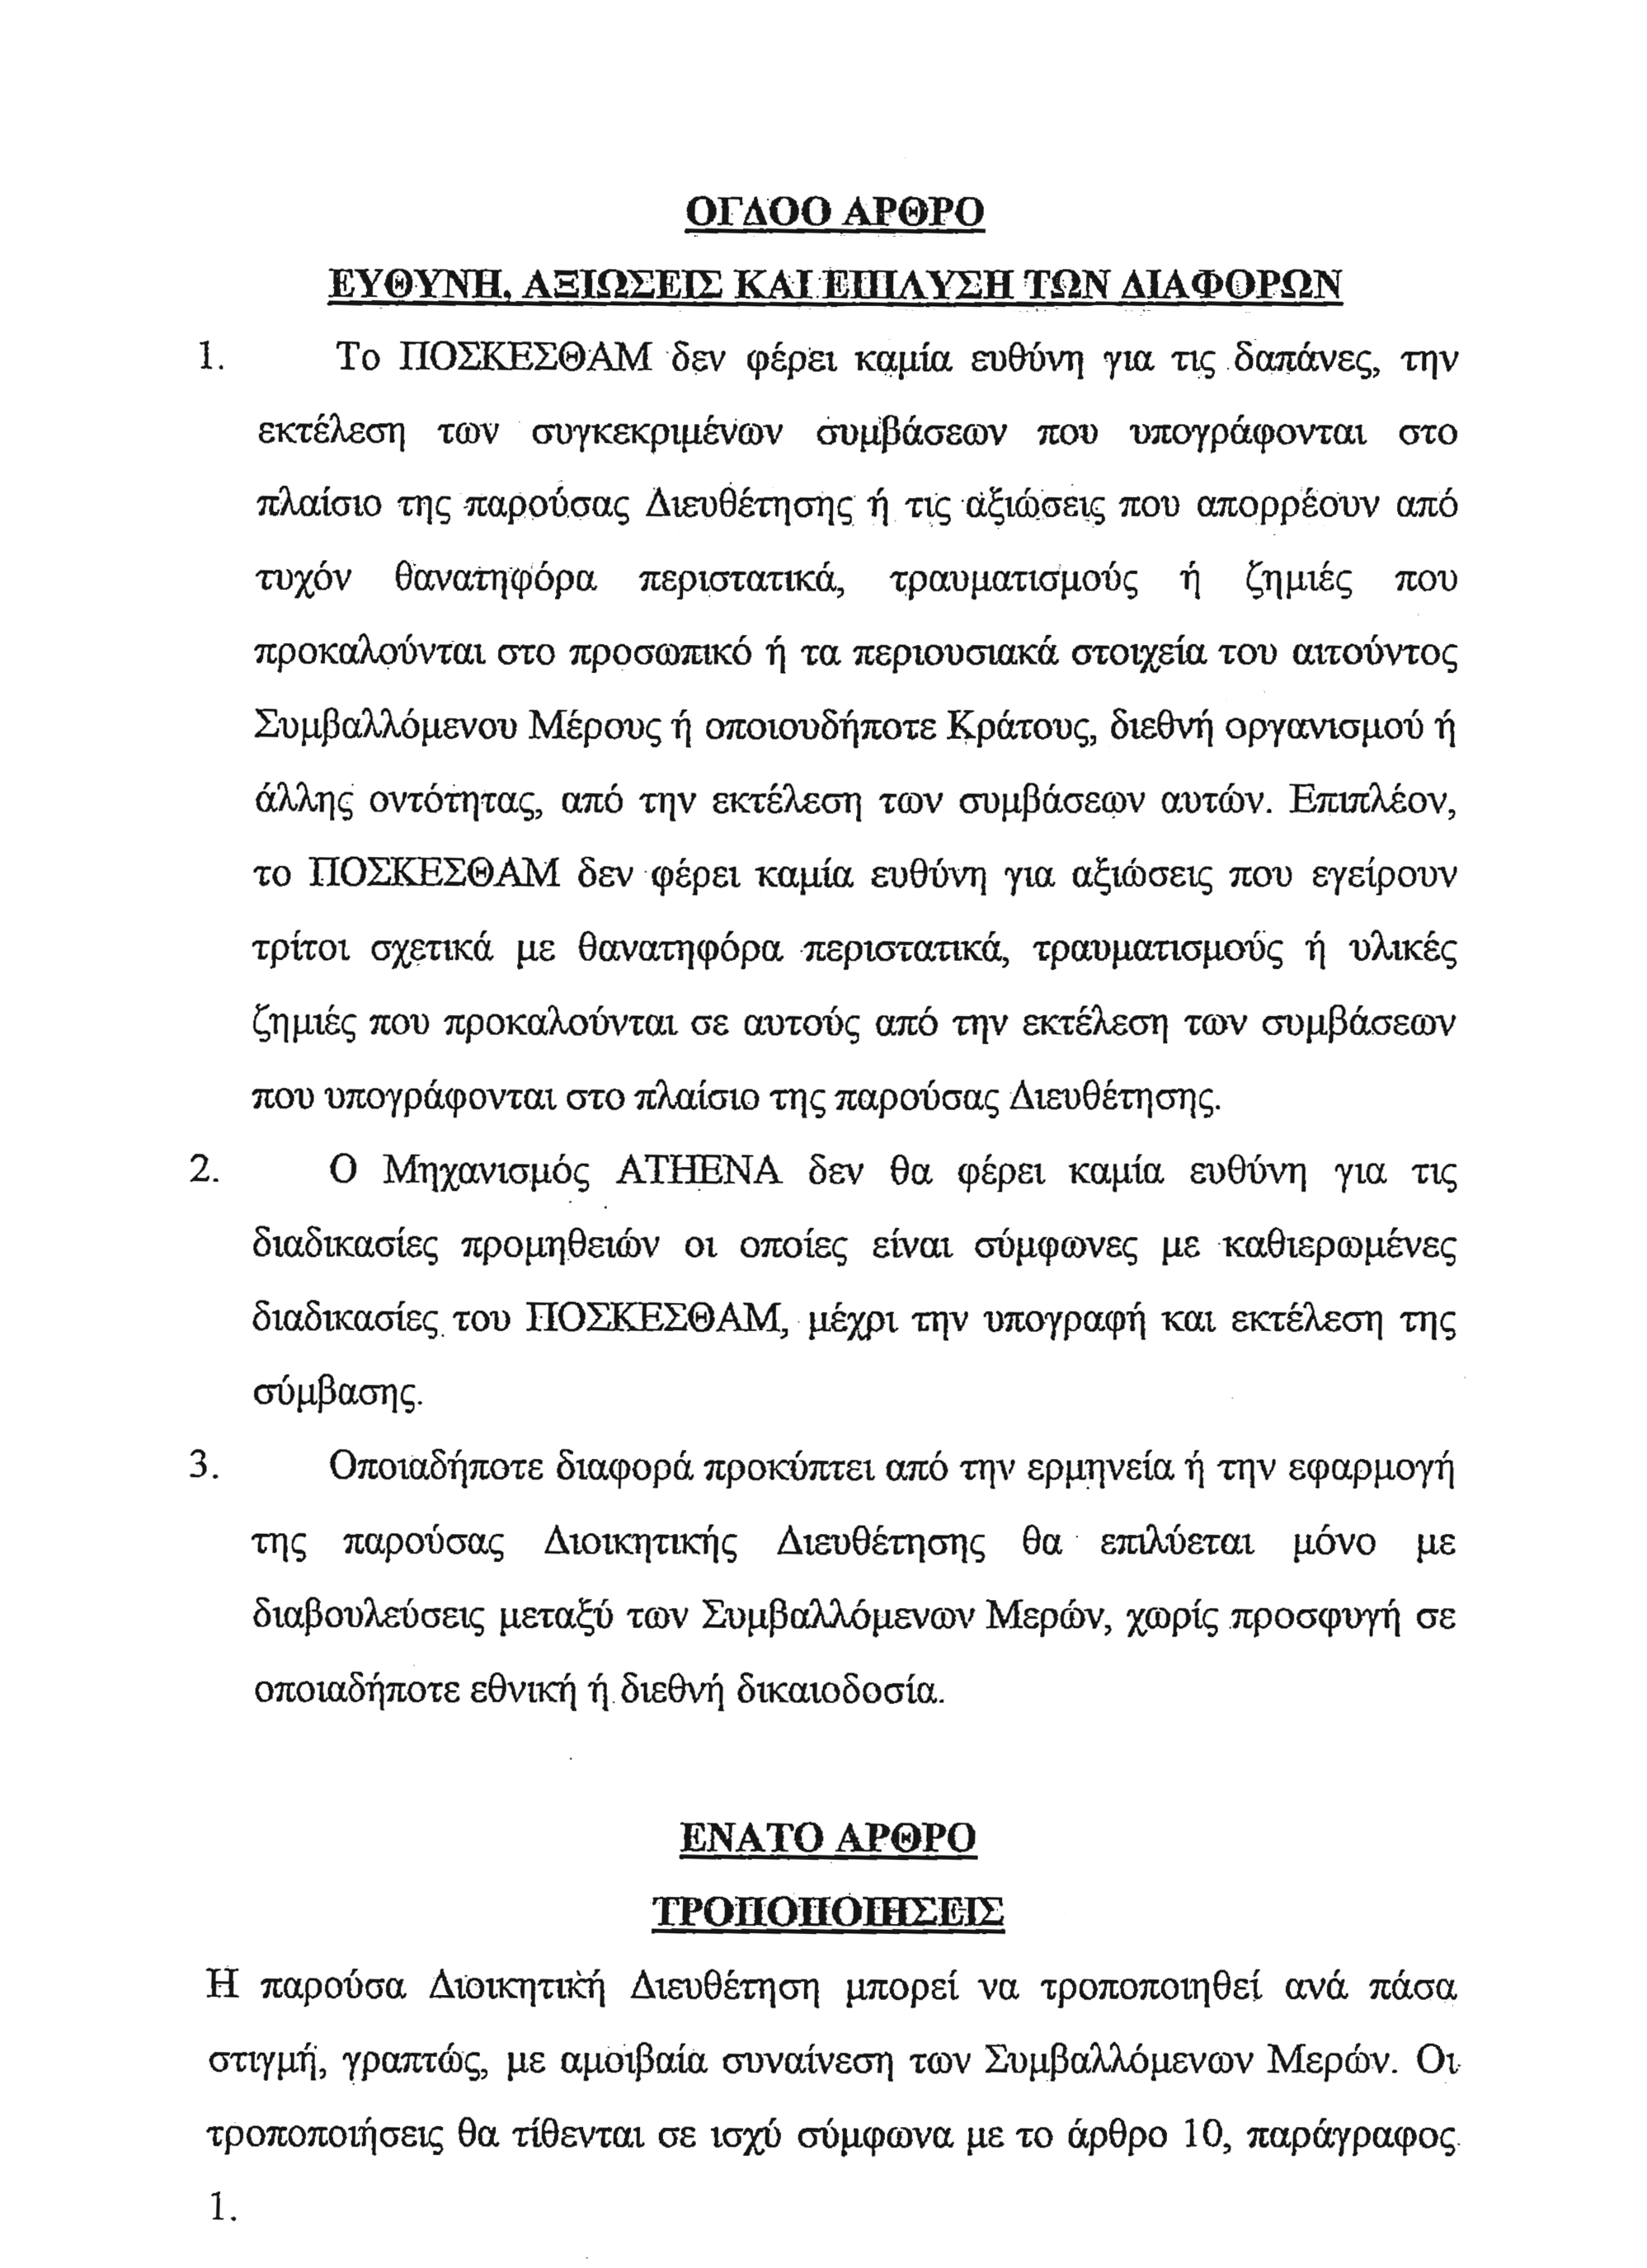 ΟΓΔΟΟ ΑΡΘΡΟ
ΕΥΘΥΝΗ, ΑΞΙΩΣΕΙΣ ΚΑΙ ΕΠΙΛΥΣΗ ΤΩΝ ΔΙΑΦΟΡΩΝ
1. Το ΠΟΣΚΕΣΘΑΜ δεν φέρει καμία ευθύνη για τις δαπάνες, την
εκτέλεση των συγκεκριμένων συμβάσεων που υπογράφονται στο
πλαίσιο της παρούσας Διευθέτησης ή τις αξιώσεις που απορρέουν από
τυχόν θανατηφόρα περιστατικά, τραυματισμούς ή ζημιές που
προκαλούνται στο προσωπικό ή τα περιουσιακά στοιχεία του αιτούντος
Συμβαλλόμενου Μέρους ή οποιουδήποτε Κράτους, διεθνή οργανισμού ή
άλλης οντότητας, από την εκτέλεση των συμβάσεων αυτών. Επιπλέον,
το ΠΟΣΚΕΣΘΑΜ δεν φέρει καμία ευθύνη για αξιώσεις που εγείρουν
τρίτοι σχετικά με θανατηφόρα περιστατικά, τραυματισμούς ή υλικές
ζημιές που προκαλούνται σε αυτούς από την εκτέλεση των συμβάσεων
που υπογράφονται στο πλαίσιο της παρούσας Διευθέτησης.
2. Ο Μηχανισμός ATHENA δεν θα φέρει καμία ευθύνη για τις
διαδικασίες προμηθειών οι οποίες είναι σύμφωνες με καθιερωμένες
διαδικασίες του ΠΟΣΚΕΣΘΑΜ, μέχρι την υπογραφή και εκτέλεση της
σύμβασης.
3. Οποιαδήποτε διαφορά προκύπτει από την ερμηνεία ή την εφαρμογή
της παρούσας Διοικητικής Διευθέτησης θα επιλύεται μόνο με
διαβουλεύσεις μεταξύ των Συμβαλλόμενων Μερών, χωρίς προσφυγή σε
οποιαδήποτε εθνική ή διεθνή δικαιοδοσία.
ΕΝΑΤΟ ΑΡΘΡΟ
ΤΡΟΠΟΠΟΙΗΣΕΙΣ
Η παρούσα Διοικητική Διευθέτηση μπορεί να τροποποιηθεί ανά πάσα
στιγμή, γραπτώς, με αμοιβαία συναίνεση των Συμβαλλόμενων Μερών. Οι
τροποποιήσεις θα τίθενται σε ισχύ σύμφωνα με το άρθρο 10, παράγραφος
1.